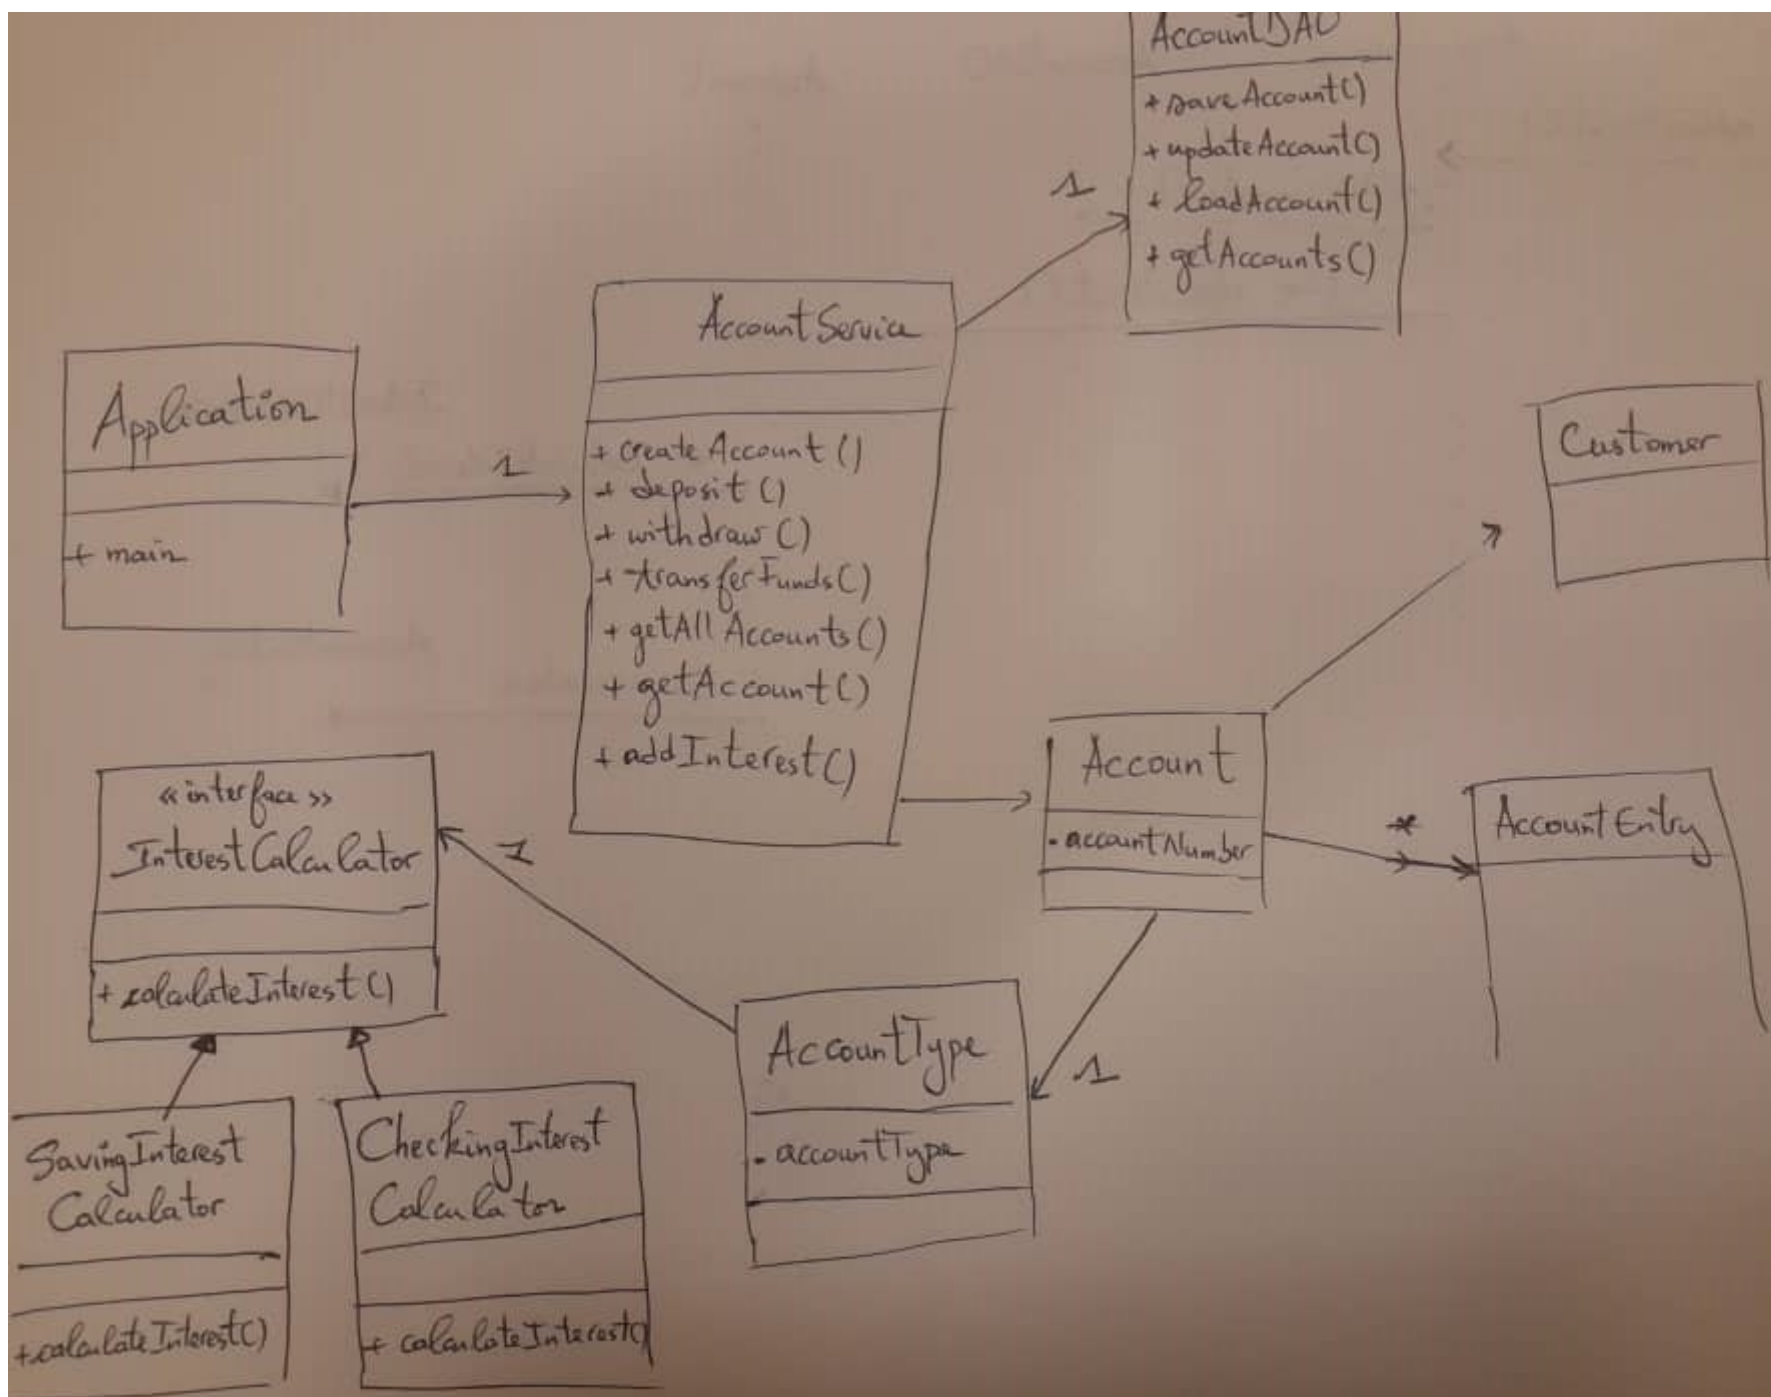 AccountDAO
+ saveAccount()
+ updateAccount()
+ loadAccount()
+ getAccounts()
1
AccountService
+ createAccount()
+ deposit()
+ withdraw()
+ transferFunds()
+ getAllAccounts()
+ getAccount()
+ addInterest()
Application
+ main
1
Customer
Account
- accountNumber
*
AccountEntry
<<interface>>
InterestCalculator
+ calculateInterest()
1
AccountType
- accountType
1
SavingInterest
Calculator
+ calculateInterest()
CheckingInterest
Calculator
+ calculateInterest()